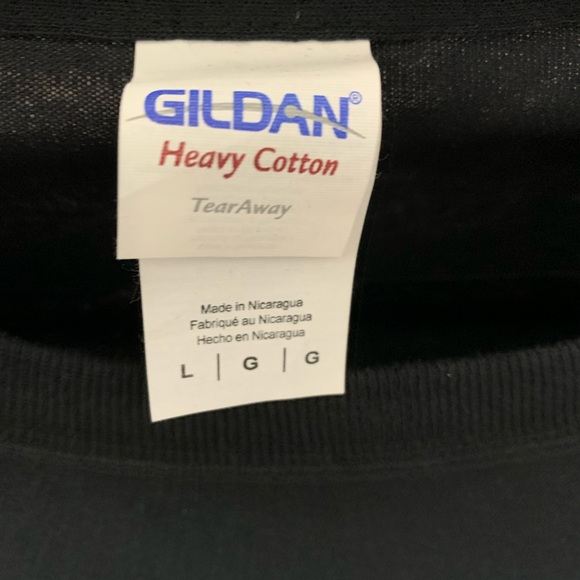 GILDAN®
Heavy Cotton
TearAway
Made in Nicaragua
Fabriqué au Nicaragua
Hecho en Nicaragua
L | G | G